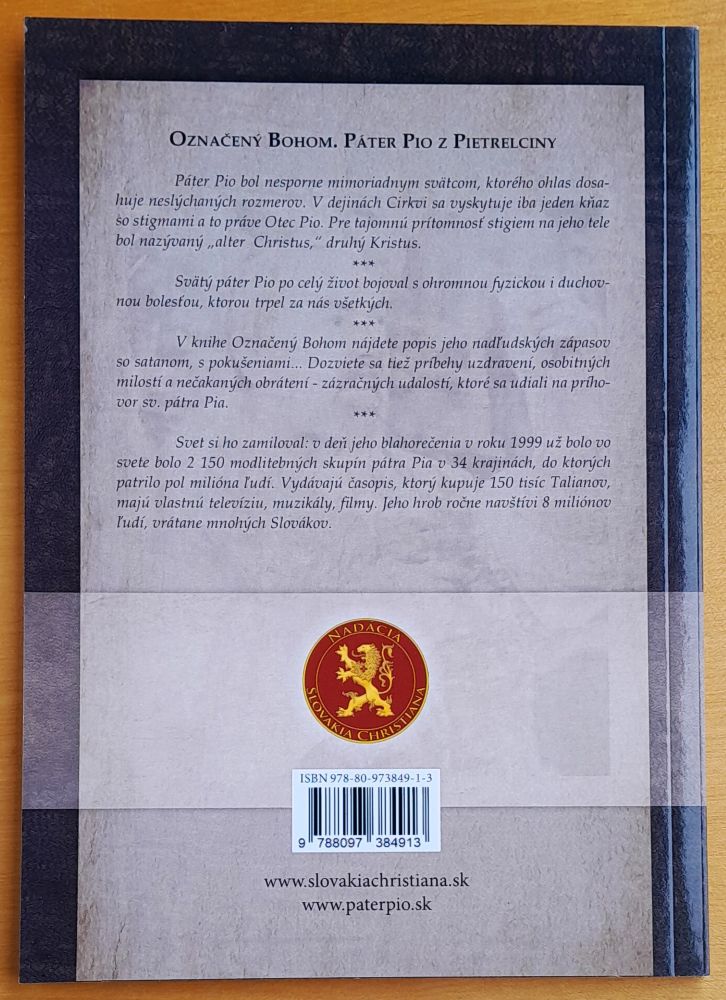 Označený Bohom. Páter Pio z Pietrelciny
Páter Pio bol nesporne mimoriadnym svätcom, ktorého ohlas dosa-
huje neslýchaných rozmerov. V dejinách Cirkvi sa vyskytuje iba jeden kňaz
so stigmami a to práve Otec Pio. Pre tajomnú prítomnosť stigiem na jeho tele
bol nazývaný „alter Christus,“ druhý Kristus.
***
Svätý páter Pio po celý život bojoval s ohromnou fyzickou i duchov-
nou bolesťou, ktorou trpel za nás všetkých.
***
V knihe Označený Bohom nájdete popis jeho nadľudských zápasov
so satanom, s pokušeniami... Dozviete sa tiež príbehy uzdravení, osobitných
milostí a nečakaných obrátení - zázračných udalostí, ktoré sa udiali na prího-
vor sv. pátra Pia.
***
Svet si ho zamiloval: v deň jeho blahorečenia v roku 1999 už bolo vo
svete bolo 2 150 modlitebných skupín pátra Pia v 34 krajinách, do ktorých
patrilo pol milióna ľudí. Vydávajú časopis, ktorý kupuje 150 tisíc Talianov,
majú vlastnú televíziu, muzikály, filmy. Jeho hrob ročne navštívi 8 miliónov
ľudí, vrátane mnohých Slovákov.
NADÁCIA
SLOVAKIA CHRISTIANA
ISBN 978-80-973849-1-3
9 788097 384913
www.slovakiachristiana.sk
www.paterpio.sk